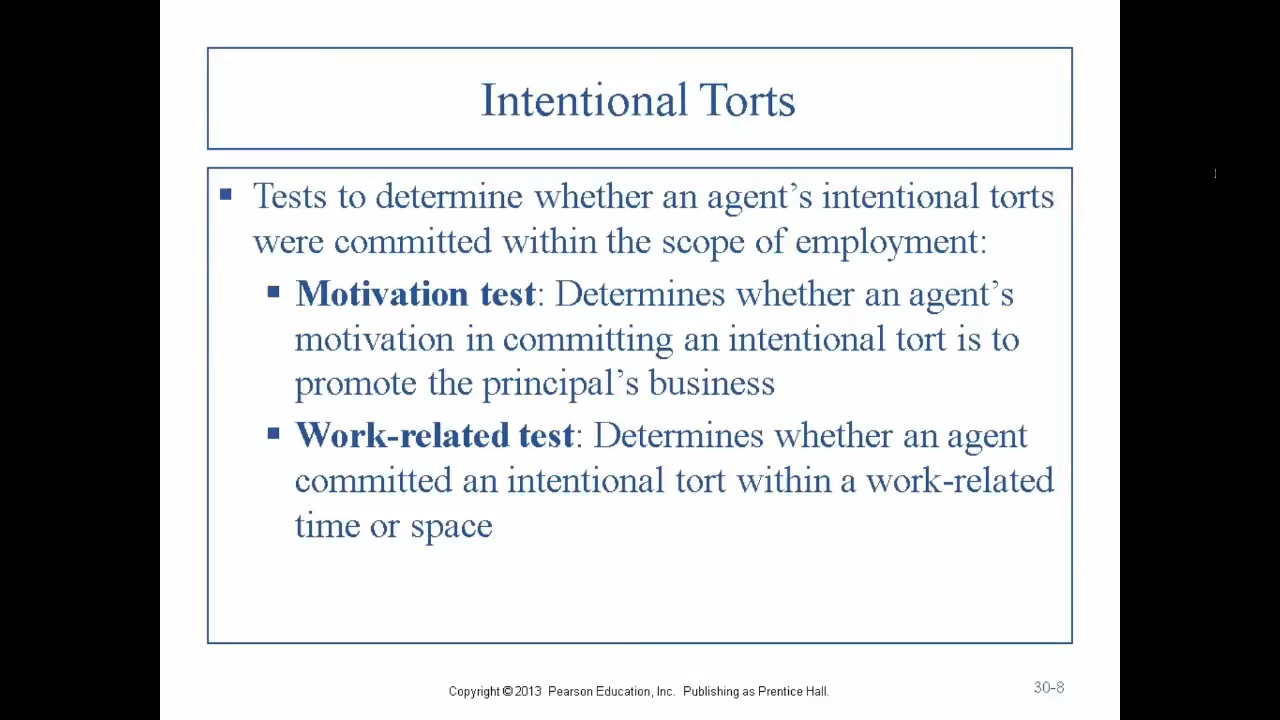 Intentional Torts
▪ Tests to determine whether an agent’s intentional torts
were committed within the scope of employment:
▪ Motivation test: Determines whether an agent’s
motivation in committing an intentional tort is to
promote the principal’s business
▪ Work-related test: Determines whether an agent
committed an intentional tort within a work-related
time or space
Copyright © 2013 Pearson Education, Inc. Publishing as Prentice Hall.
30-8